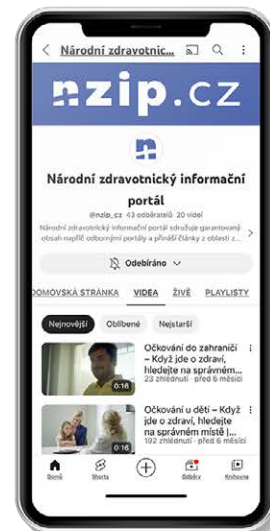 Národní zdravotnic...
nzip.cz
n
Národní zdravotnický informační
portál
@nzip_cz 43 odběratelů 20 videí
Národní zdravotnický informační portál sdružuje garantovaný
obsah napříč odbornými portály a přináší články z oblasti z...
Odebíráno
DOMOVSKÁ STRÁNKA VIDEA ŽIVĚ PLAYLISTY
Nejnovější Oblíbené Nejstarší
Očkování do zahraničí
– Když jde o zdraví,
hledejte na správném...
23 zhlédnutí · před 6 měsíci
0:16
Očkování u dětí – Když
jde o zdraví, hledejte
na správném místě |...
192 zhlédnutí · před 6 měsíci
0:16
Domů Shorts Odběry Knihovna